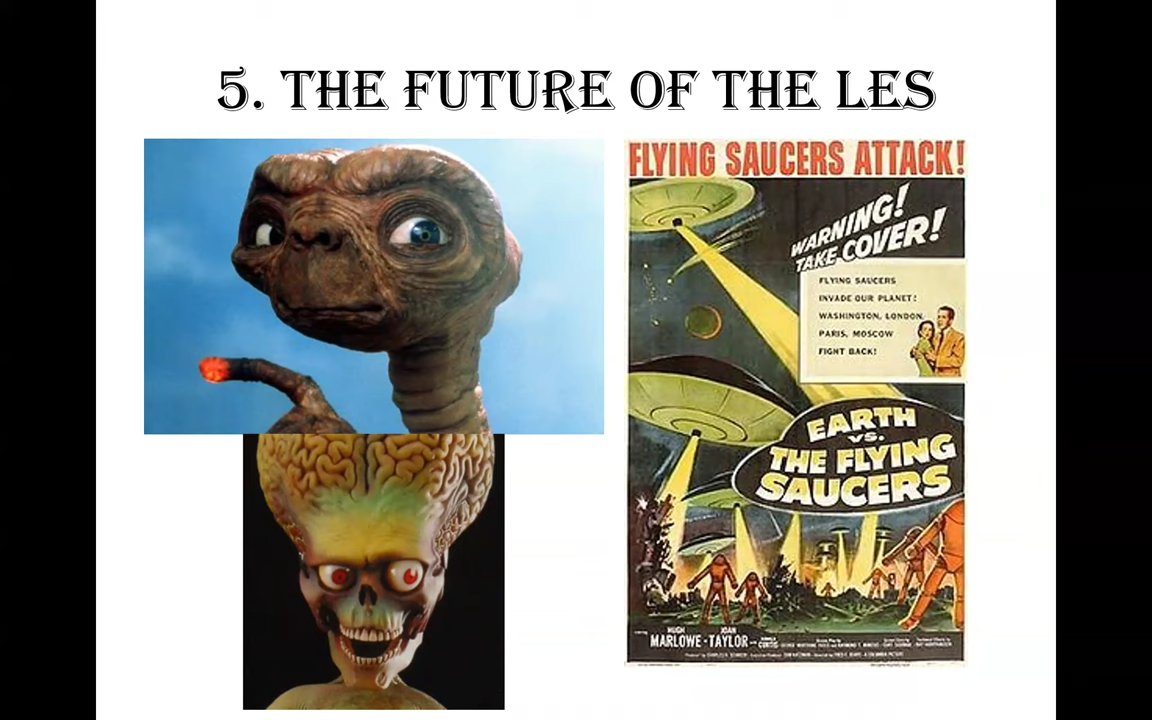 5. THE FUTURE OF THE LES
FLYING SAUCERS ATTACK!
WARNING!
TAKE COVER!
FLYING SAUCERS
INVADE OUR PLANET!
WASHINGTON, LONDON,
PARIS, MOSCOW
FIGHT BACK!
EARTH
VS.
THE FLYING
SAUCERS
HUGH MARLOWE - JOAN TAYLOR
CURTIS